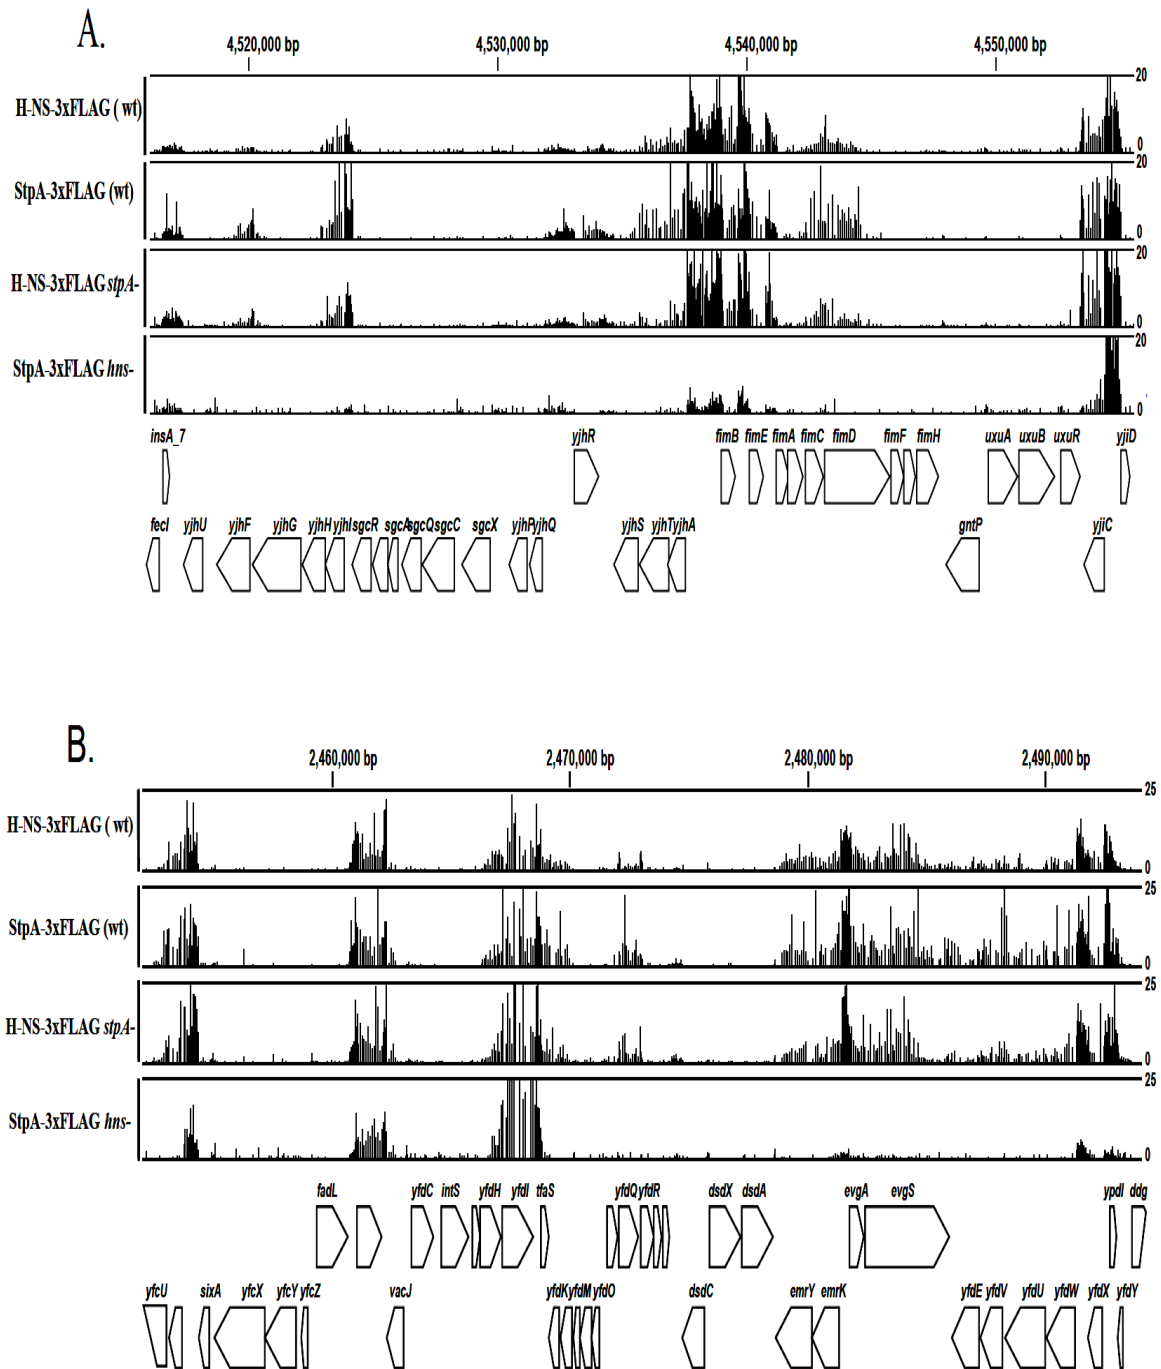 A.
4,520,000 bp 4,530,000 bp 4,540,000 bp 4,550,000 bp
H-NS-3xFLAG ( wt)
20
0
StpA-3xFLAG (wt)
20
0
H-NS-3xFLAG stpA-
20
0
StpA-3xFLAG hns-
20
0
insA_7 yjhR fimB fimE fimA fimC fimD fimF fimH uxuA uxuB uxuR yjiD
fecI yjhU yjhF yjhG yjhH yjhI sgcR sgcA sgcQ sgcC sgcX yjhP yjhQ yjhS yjhT yjhA gntP yjiC
B.
2,460,000 bp 2,470,000 bp 2,480,000 bp 2,490,000 bp
H-NS-3xFLAG ( wt)
25
0
StpA-3xFLAG (wt)
25
0
H-NS-3xFLAG stpA-
25
0
StpA-3xFLAG hns-
25
0
fadL yfdC intS yfdH yfdI tfaS yfdQ yfdR dsdX dsdA evgA evgS ypdI ddg
yfcU sixA yfcX yfcY yfcZ vacJ yfdK yfdM yfdO dsdC emrY emrK yfdE yfdV yfdU yfdW yfdX yfdY